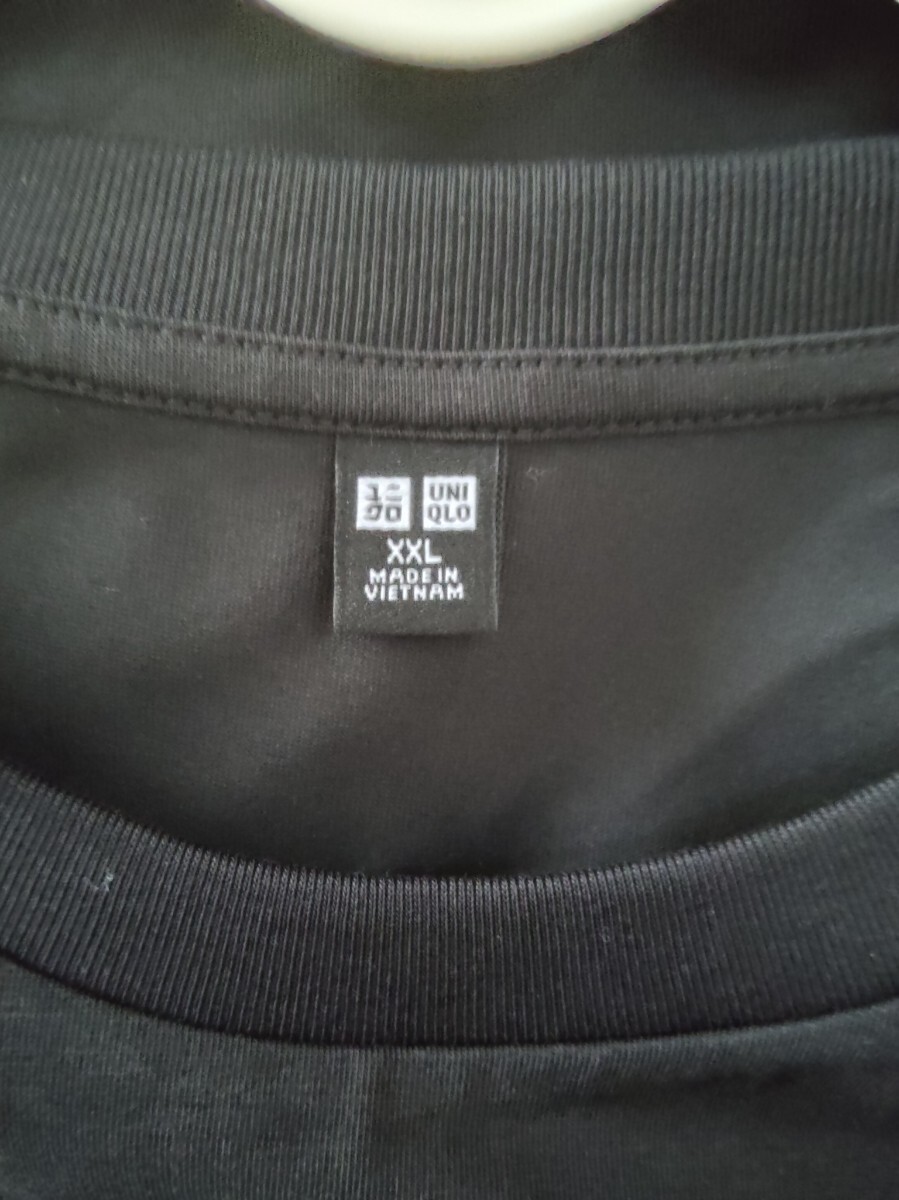 ユニ UNI
クロ QLO
XXL
MADE IN
VIETNAM